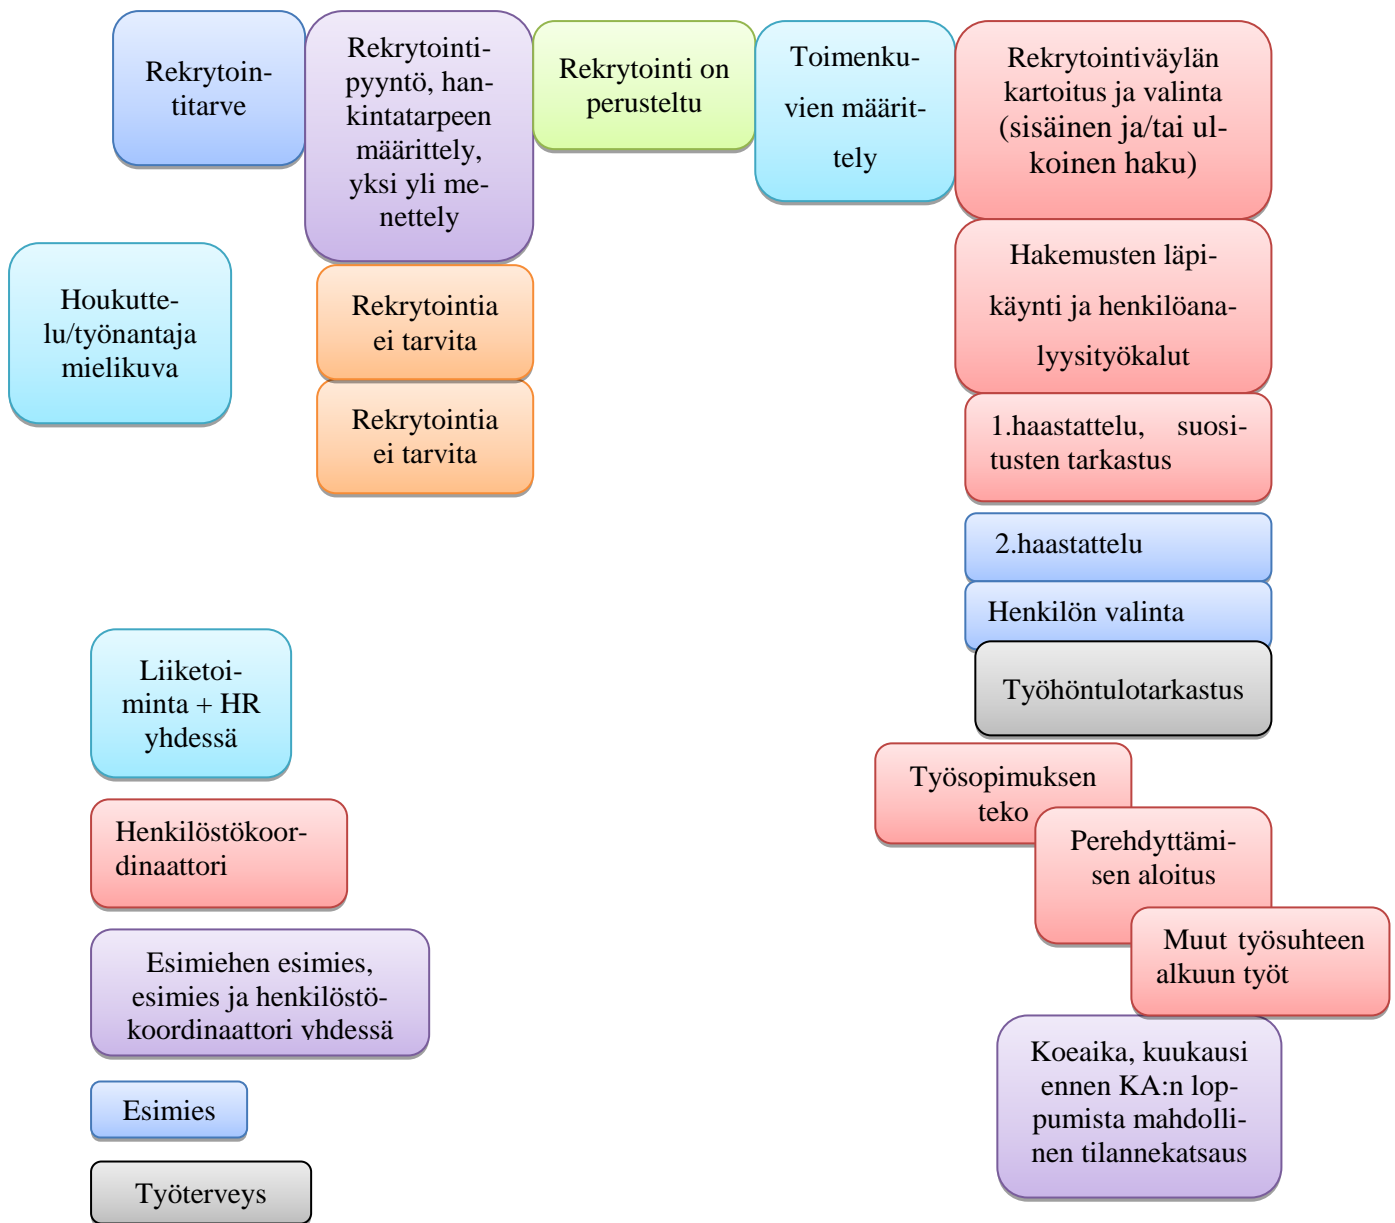 Rekrytoin-
titarve
Rekrytointi-
pyyntö, han-
kintatarpeen
määrittely,
yksi yli me-
nettely
Rekrytointi on
perusteltu
Toimenku-
vien määrit-
tely
Rekrytointiväylän
kartoitus ja valinta
(sisäinen ja/tai ul-
koinen haku)
Houkutte-
lu/työnantaja
mielikuva
Rekrytointia
ei tarvita
Rekrytointia
ei tarvita
Hakemusten läpi-
käynti ja henkilöana-
lyysityökalut
1.haastattelu, suosi-
tusten tarkastus
2.haastattelu
Henkilön valinta
Työhöntulotarkastus
Työsopimuksen
teko
Perehdyttämi-
sen aloitus
Muut työsuhteen
alkuun työt
Koeaika, kuukausi
ennen KA:n lop-
pumista mahdolli-
nen tilannekatsaus
Liiketoi-
minta + HR
yhdessä
Henkilöstökoor-
dinaattori
Esimiehen esimies,
esimies ja henkilöstö-
koordinaattori yhdessä
Esimies
Työterveys